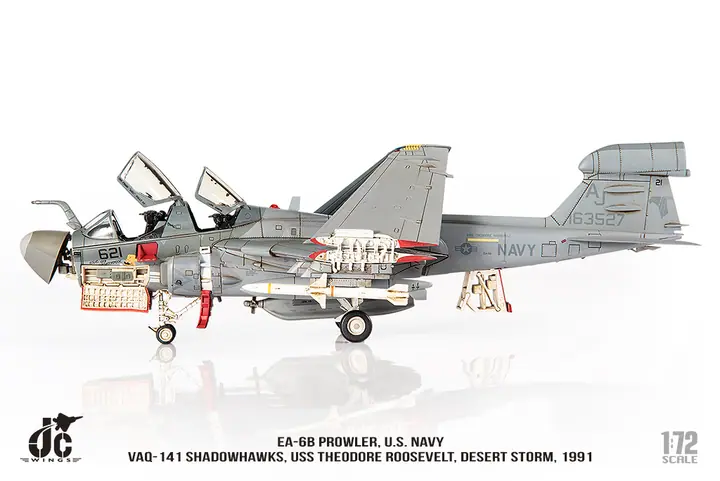 621
21
AJ
163527
NAVY
JC
WINGS
EA-6B PROWLER, U.S. NAVY
VAQ-141 SHADOWHAWKS, USS THEODORE ROOSEVELT, DESERT STORM, 1991
1:72
SCALE